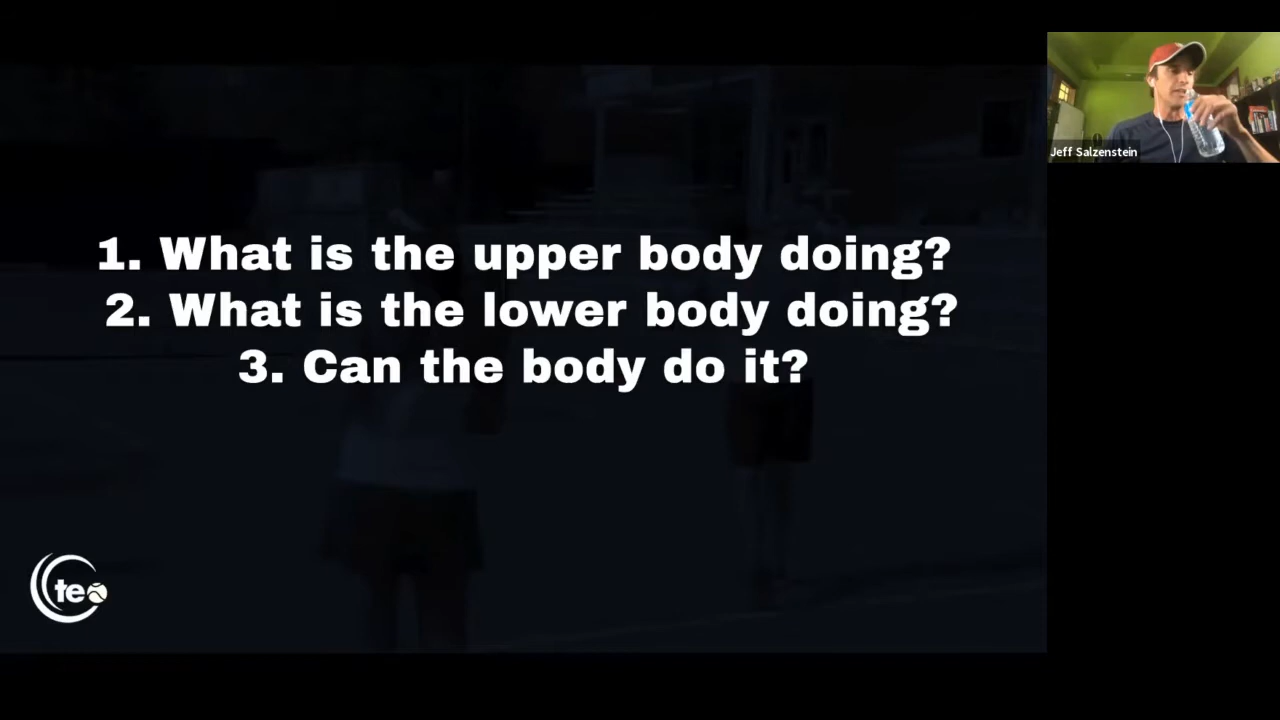 1. What is the upper body doing?
2. What is the lower body doing?
3. Can the body do it?
Jeff Salzenstein
te